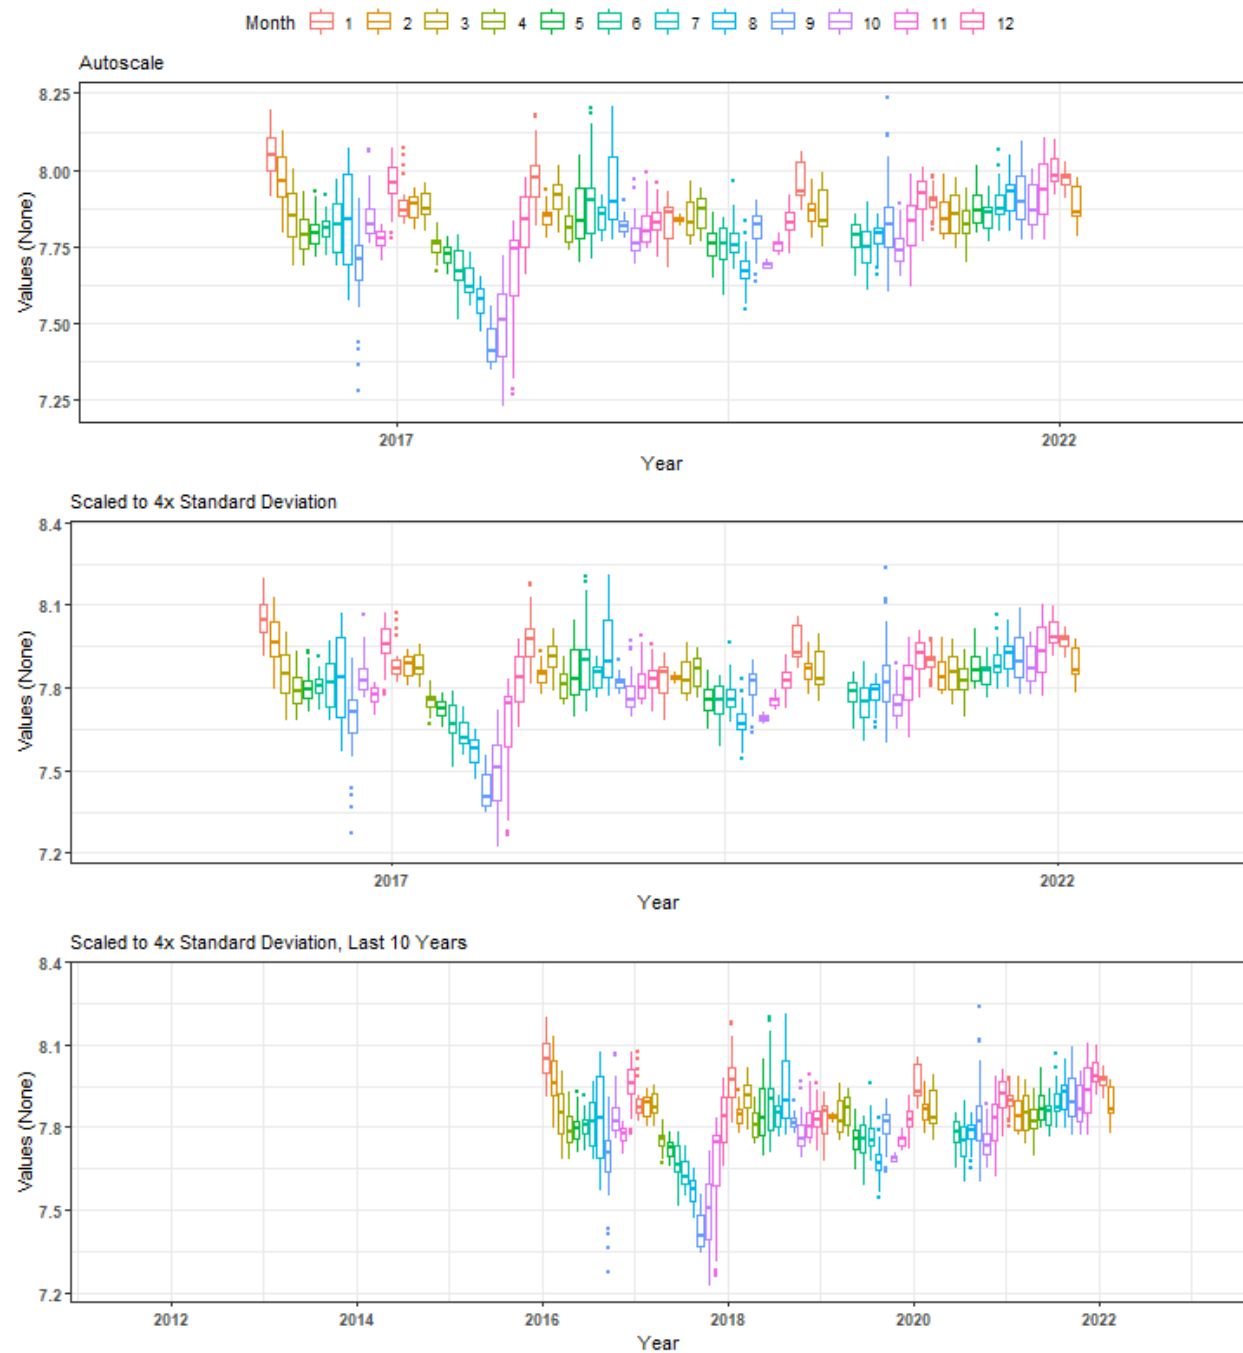 Month 1 2 3 4 5 6 7 8 9 10 11 12
Autoscale
Values (None)
8.25
8.00
7.75
7.50
7.25
2017 2022
Year
Scaled to 4x Standard Deviation
Values (None)
8.4
8.1
7.8
7.5
7.2
2017 2022
Year
Scaled to 4x Standard Deviation, Last 10 Years
Values (None)
8.4
8.1
7.8
7.5
7.2
2012 2014 2016 2018 2020 2022
Year